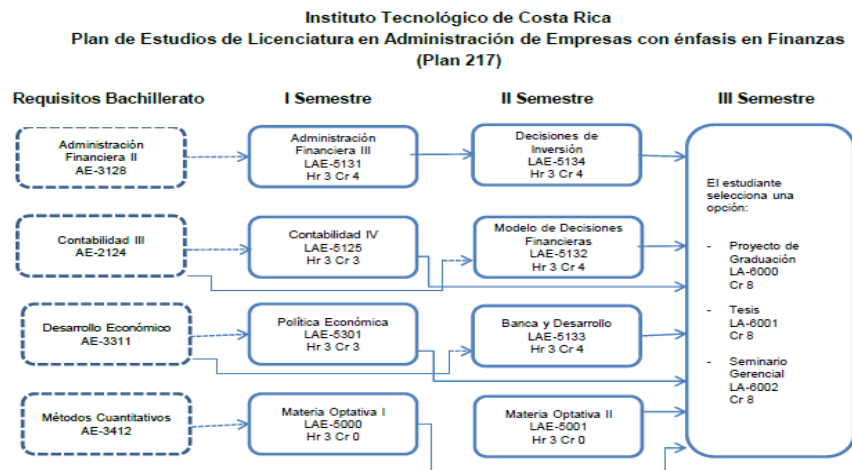 Instituto Tecnológico de Costa Rica
Plan de Estudios de Licenciatura en Administración de Empresas con énfasis en Finanzas
(Plan 217)
Requisitos Bachillerato
I Semestre
II Semestre
III Semestre
Administración
Financiera II
AE-3128
Administración
Financiera III
LAE-5131
Hr 3 Cr 4
Decisiones de
Inversión
LAE-5134
Hr 3 Cr 4
Contabilidad III
AE-2124
Contabilidad IV
LAE-5125
Hr 3 Cr 3
Modelo de Decisiones
Financieras
LAE-5132
Hr 3 Cr 4
Desarrollo Económico
AE-3311
Política Económica
LAE-5301
Hr 3 Cr 3
Banca y Desarrollo
LAE-5133
Hr 3 Cr 4
Métodos Cuantitativos
AE-3412
Materia Optativa I
LAE-5000
Hr 3 Cr 0
Materia Optativa II
LAE-5001
Hr 3 Cr 0
El estudiante
selecciona una
opción:
- Proyecto de
Graduación
LA-6000
Cr 8
- Tesis
LA-6001
Cr 8
- Seminario
Gerencial
LA-6002
Cr 8